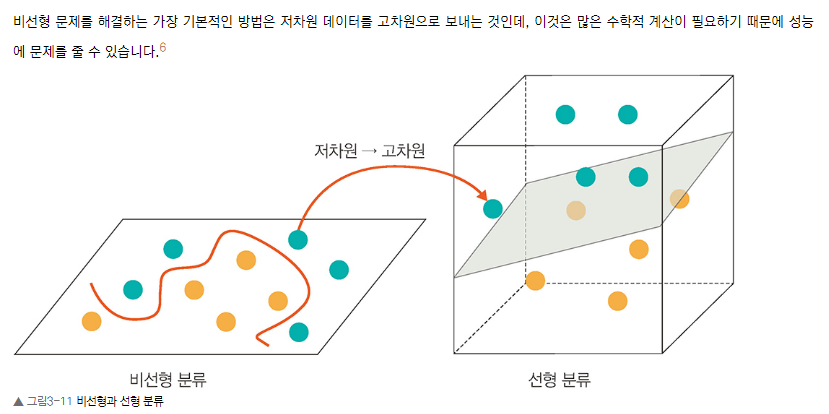 비선형 문제를 해결하는 가장 기본적인 방법은 저차원 데이터를 고차원으로 보내는 것인데, 이것은 많은 수학적 계산이 필요하기 때문에 성능
에 문제를 줄 수 있습니다.6
저차원 → 고차원
비선형 분류
선형 분류
▲ 그림3-11 비선형과 선형 분류